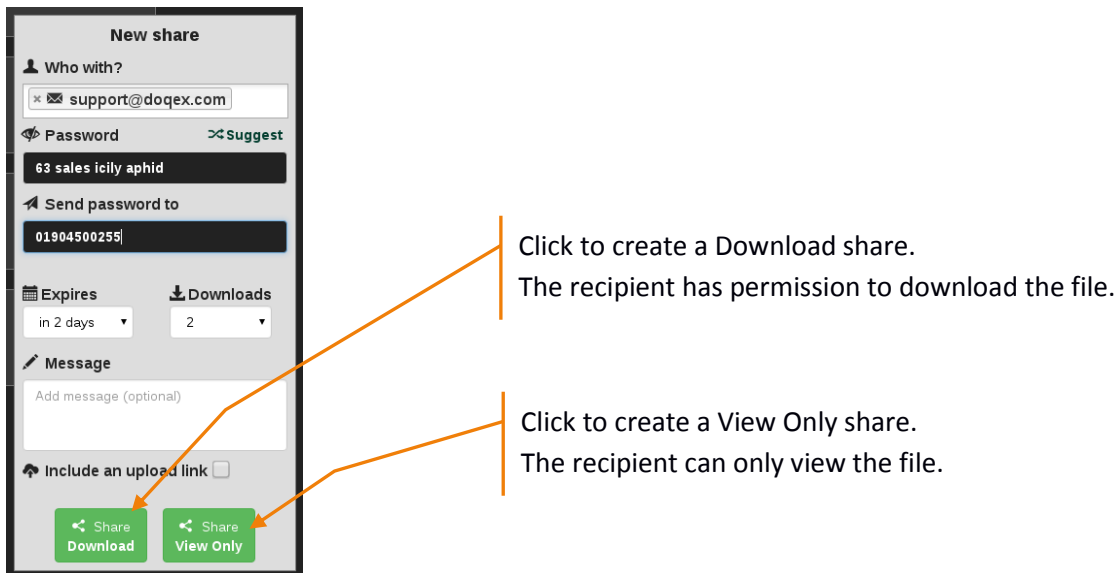 New share
Who with?
× support@doqex.com
Password Suggest
63 sales icily aphid
Send password to
01904500255
Expires Downloads
in 2 days 2
Message
Add message (optional)
Include an upload link
Share Share
Download View Only
Click to create a Download share.
The recipient has permission to download the file.
Click to create a View Only share.
The recipient can only view the file.